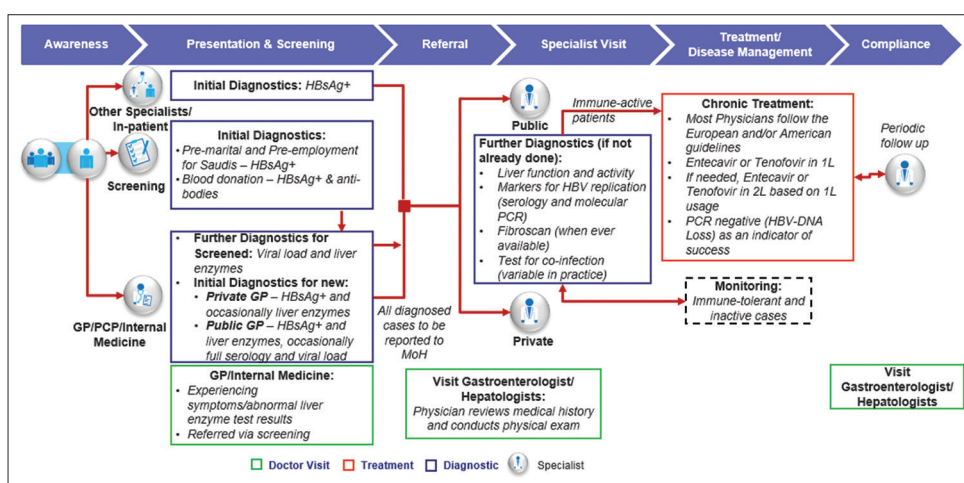 Awareness
Presentation & Screening
Referral
Specialist Visit
Treatment/
Disease Management
Compliance
Other Specialists/
In-patient
Screening
GP/PCP/Internal
Medicine
Initial Diagnostics: HBsAg+
Initial Diagnostics:
• Pre-marital and Pre-employment
for Saudis – HBsAg+
• Blood donation – HBsAg+ & anti-
bodies
• Further Diagnostics for
Screened: Viral load and liver
enzymes
• Initial Diagnostics for new:
• Private GP – HBsAg+ and
occasionally liver enzymes
• Public GP – HBsAg+ and
liver enzymes, occasionally
full serology and viral load
GP/Internal Medicine:
• Experiencing
symptoms/abnormal liver
enzyme test results
• Referred via screening
All diagnosed
cases to be
reported to
MoH
Public
Immune-active
patients
Further Diagnostics (if not
already done):
• Liver function and activity
• Markers for HBV replication
(serology and molecular
PCR)
• Fibroscan (when ever
available)
• Test for co-infection
(variable in practice)
Private
Visit Gastroenterologist/
Hepatologists:
Physician reviews medical history
and conducts physical exam
Chronic Treatment:
• Most Physicians follow the
European and/or American
guidelines
• Entecavir or Tenofovir in 1L
• If needed, Entecavir or
Tenofovir in 2L based on 1L
usage
• PCR negative (HBV-DNA
Loss) as an indicator of
success
Monitoring:
Immune-tolerant and
inactive cases
Periodic
follow up
Visit
Gastroenterologist/
Hepatologists
Doctor Visit
Treatment
Diagnostic
Specialist